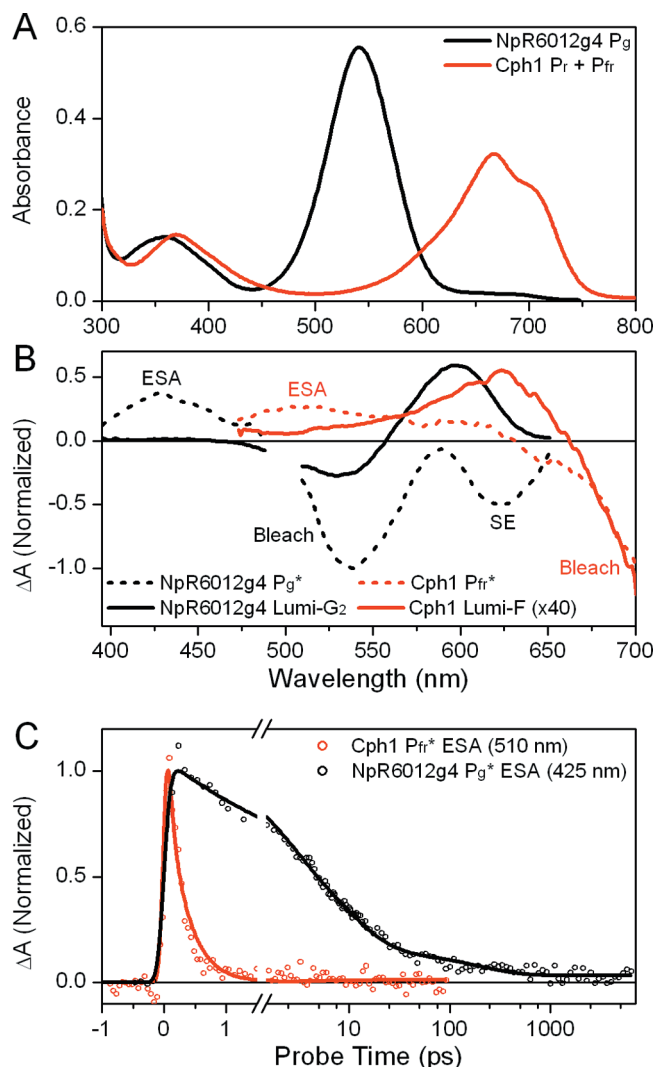 A
0.6
0.4
0.2
0.0
Absorbance
NpR6012g4 Pg
Cph1 Pr + Pfr
300 400 500 600 700 800
B
0.5
0.0
-0.5
-1.0
ΔA (Normalized)
ESA
ESA
Bleach
SE
Bleach
NpR6012g4 Pg* Cph1 Pfr*
NpR6012g4 Lumi-G2 Cph1 Lumi-F (x40)
400 450 500 550 600 650 700
Wavelength (nm)
C
1.0
0.5
0.0
ΔA (Normalized)
Cph1 Pfr* ESA (510 nm)
NpR6012g4 Pg* ESA (425 nm)
-1 0 1 10 100 1000
Probe Time (ps)